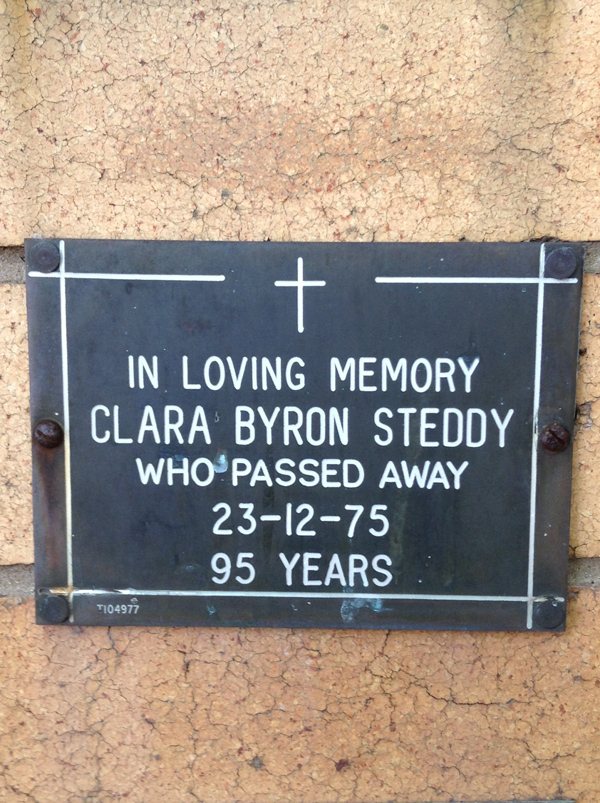 IN LOVING MEMORY
CLARA BYRON STEDDY
WHO PASSED AWAY
23-12-75
95 YEARS
T104977